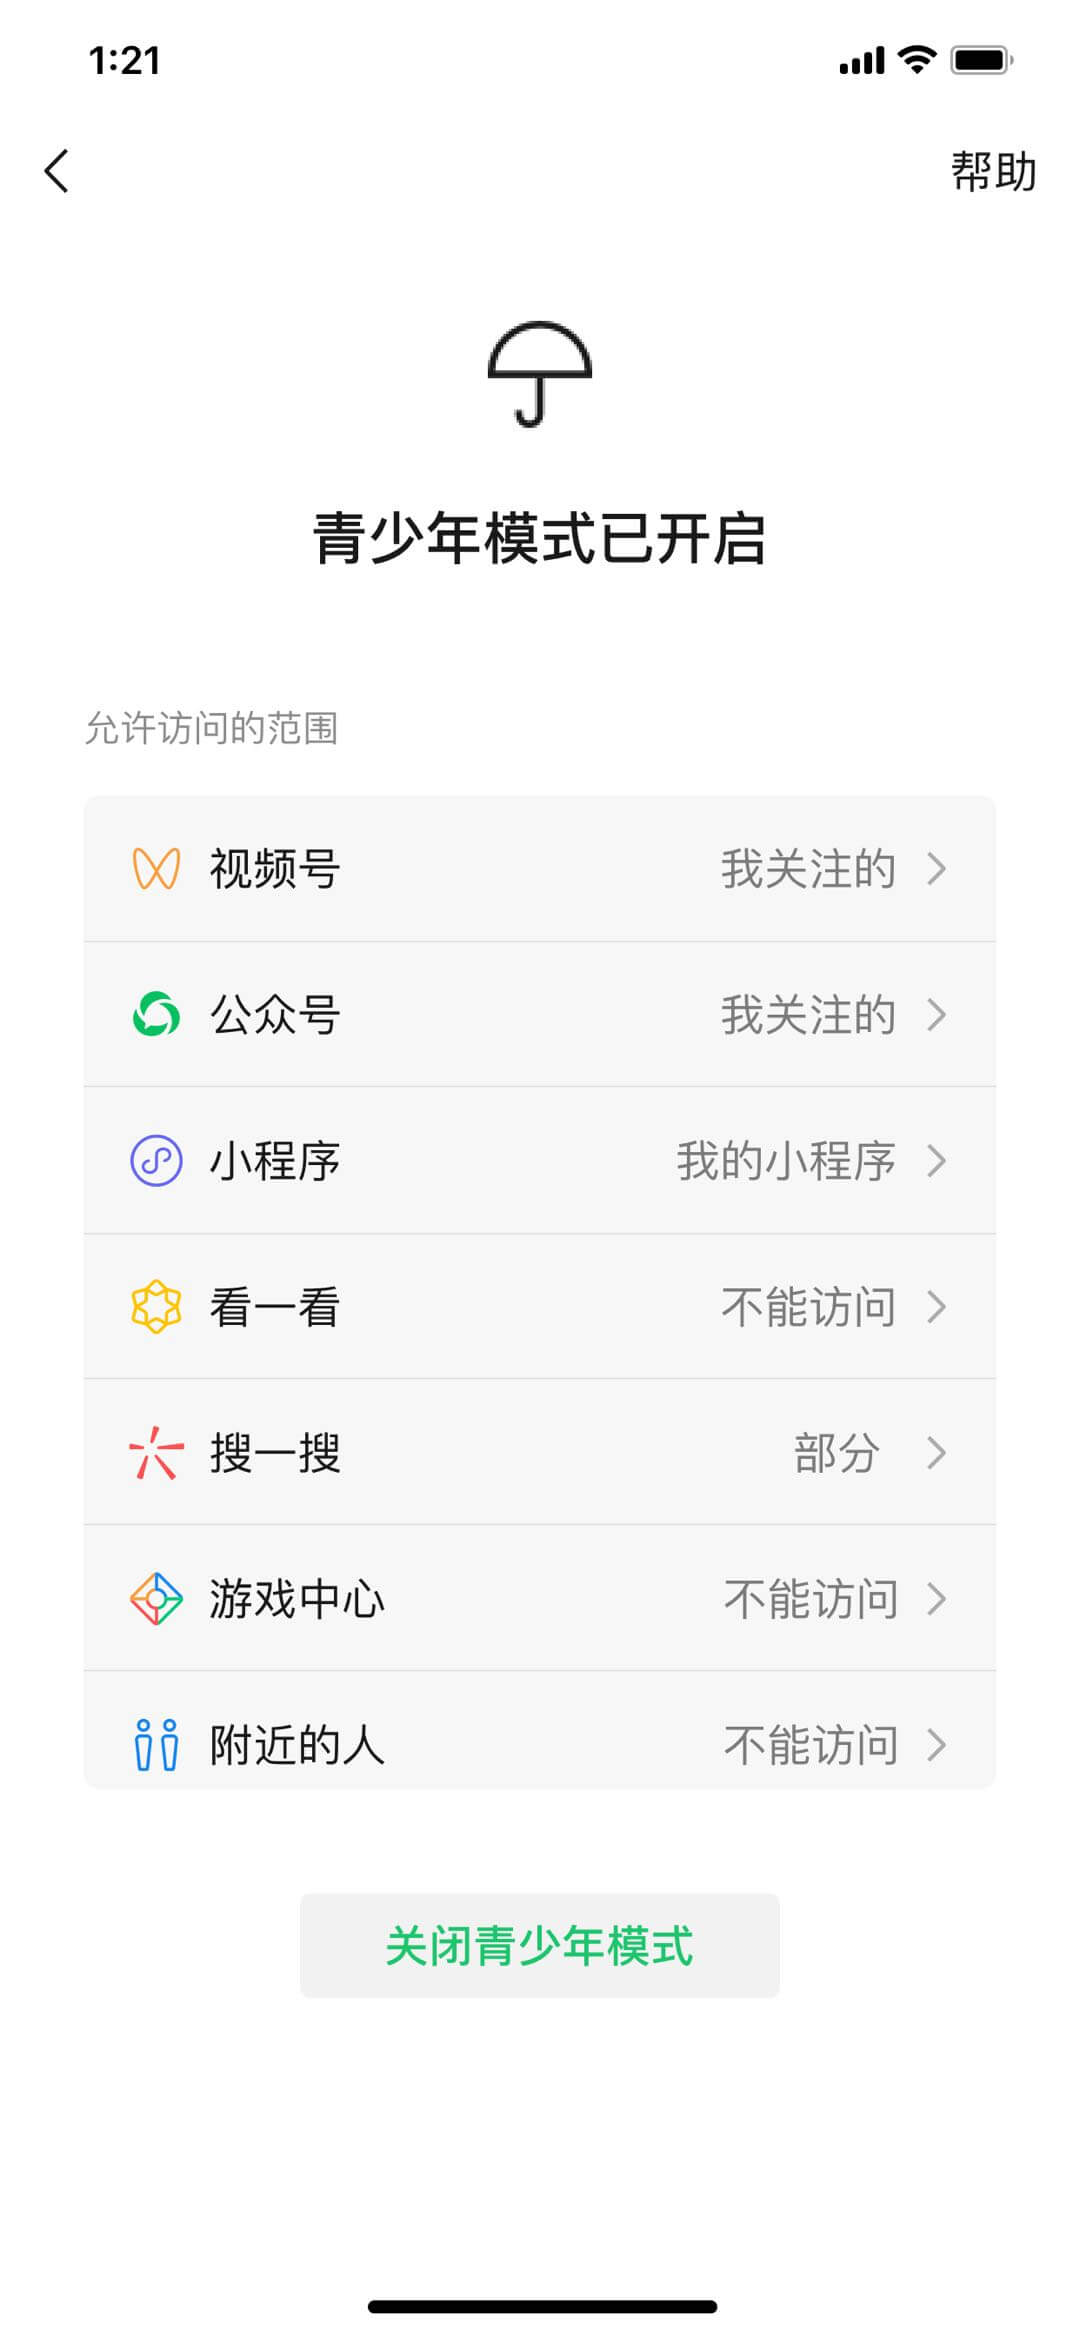 1:21
帮助
青少年模式已开启
允许访问的范围
视频号 我关注的
公众号 我关注的
小程序 我的小程序
看一看 不能访问
搜一搜 部分
游戏中心 不能访问
附近的人 不能访问
关闭青少年模式